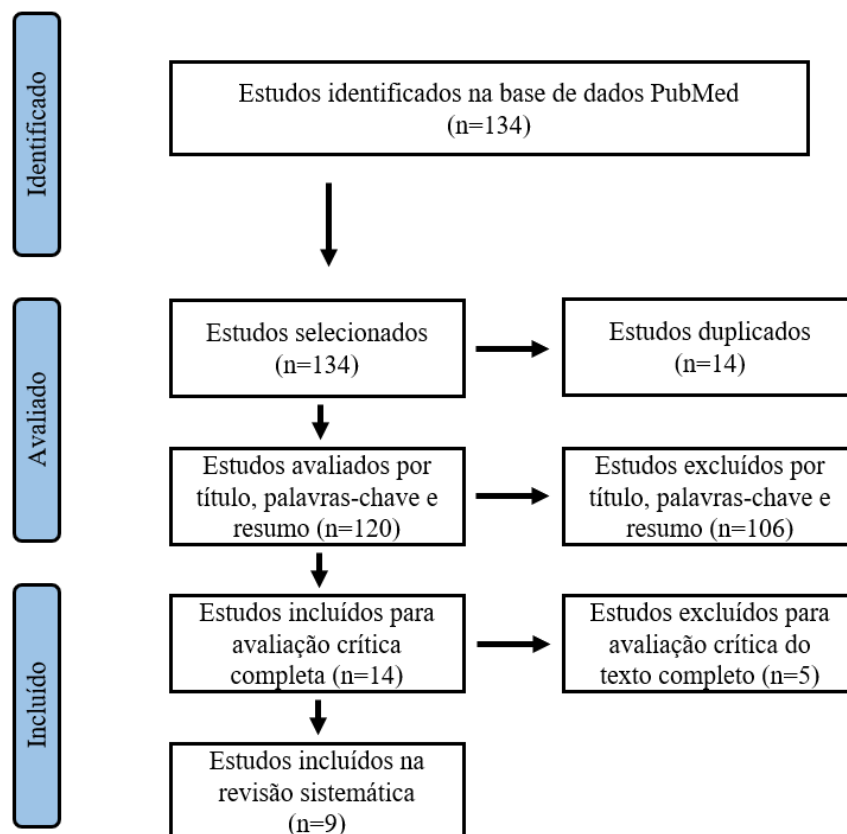 Identificado
Estudos identificados na base de dados PubMed
(n=134)
Avaliado
Estudos selecionados
(n=134)
Estudos duplicados
(n=14)
Estudos avaliados por
título, palavras-chave e
resumo (n=120)
Estudos excluídos por
título, palavras-chave e
resumo (n=106)
Incluído
Estudos incluídos para
avaliação crítica
completa (n=14)
Estudos excluídos para
avaliação crítica do
texto completo (n=5)
Estudos incluídos na
revisão sistemática
(n=9)